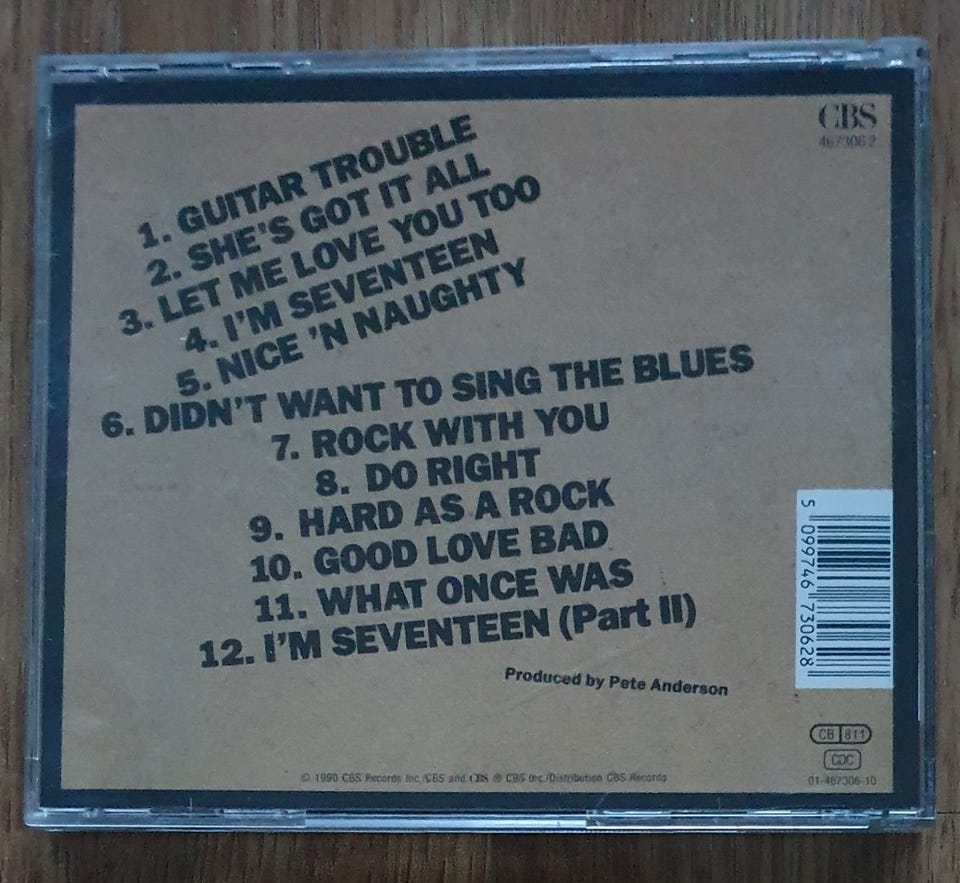 CBS
467306 2
1. GUITAR TROUBLE
2. SHE'S GOT IT ALL
3. LET ME LOVE YOU TOO
4. I'M SEVENTEEN
5. NICE 'N NAUGHTY
6. DIDN'T WANT TO SING THE BLUES
7. ROCK WITH YOU
8. DO RIGHT
9. HARD AS A ROCK
10. GOOD LOVE BAD
11. WHAT ONCE WAS
12. I'M SEVENTEEN (Part II)
Produced by Pete Anderson
5 099746 730628
CB 811
CDC
01-467306-10
© 1990 CBS Records Inc./CBS and CBS ® CBS Inc./Distribution CBS Records